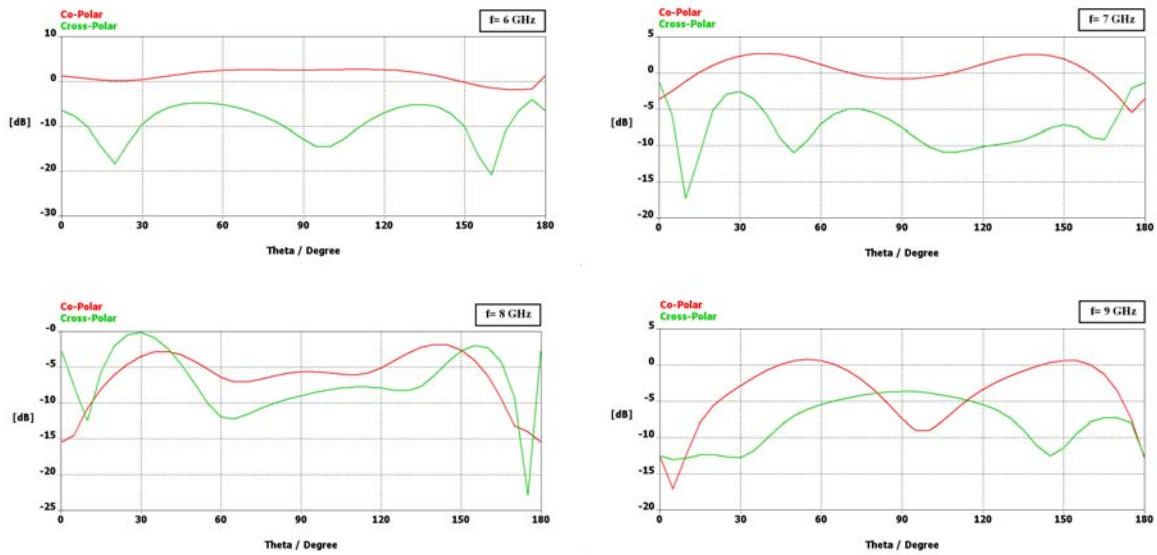 Co-Polar
Cross-Polar
f= 6 GHz
10
0
-10
[dB]
-20
-30
0 30 60 90 120 150 180
Theta / Degree
Co-Polar
Cross-Polar
f= 7 GHz
5
0
-5
[dB]
-10
-15
-20
0 30 60 90 120 150 180
Theta / Degree
Co-Polar
Cross-Polar
f= 8 GHz
-0
-5
-10
[dB]
-15
-20
-25
0 30 60 90 120 150 180
Theta / Degree
Co-Polar
Cross-Polar
f= 9 GHz
5
0
-5
[dB]
-10
-15
-20
0 30 60 90 120 150 180
Theta / Degree